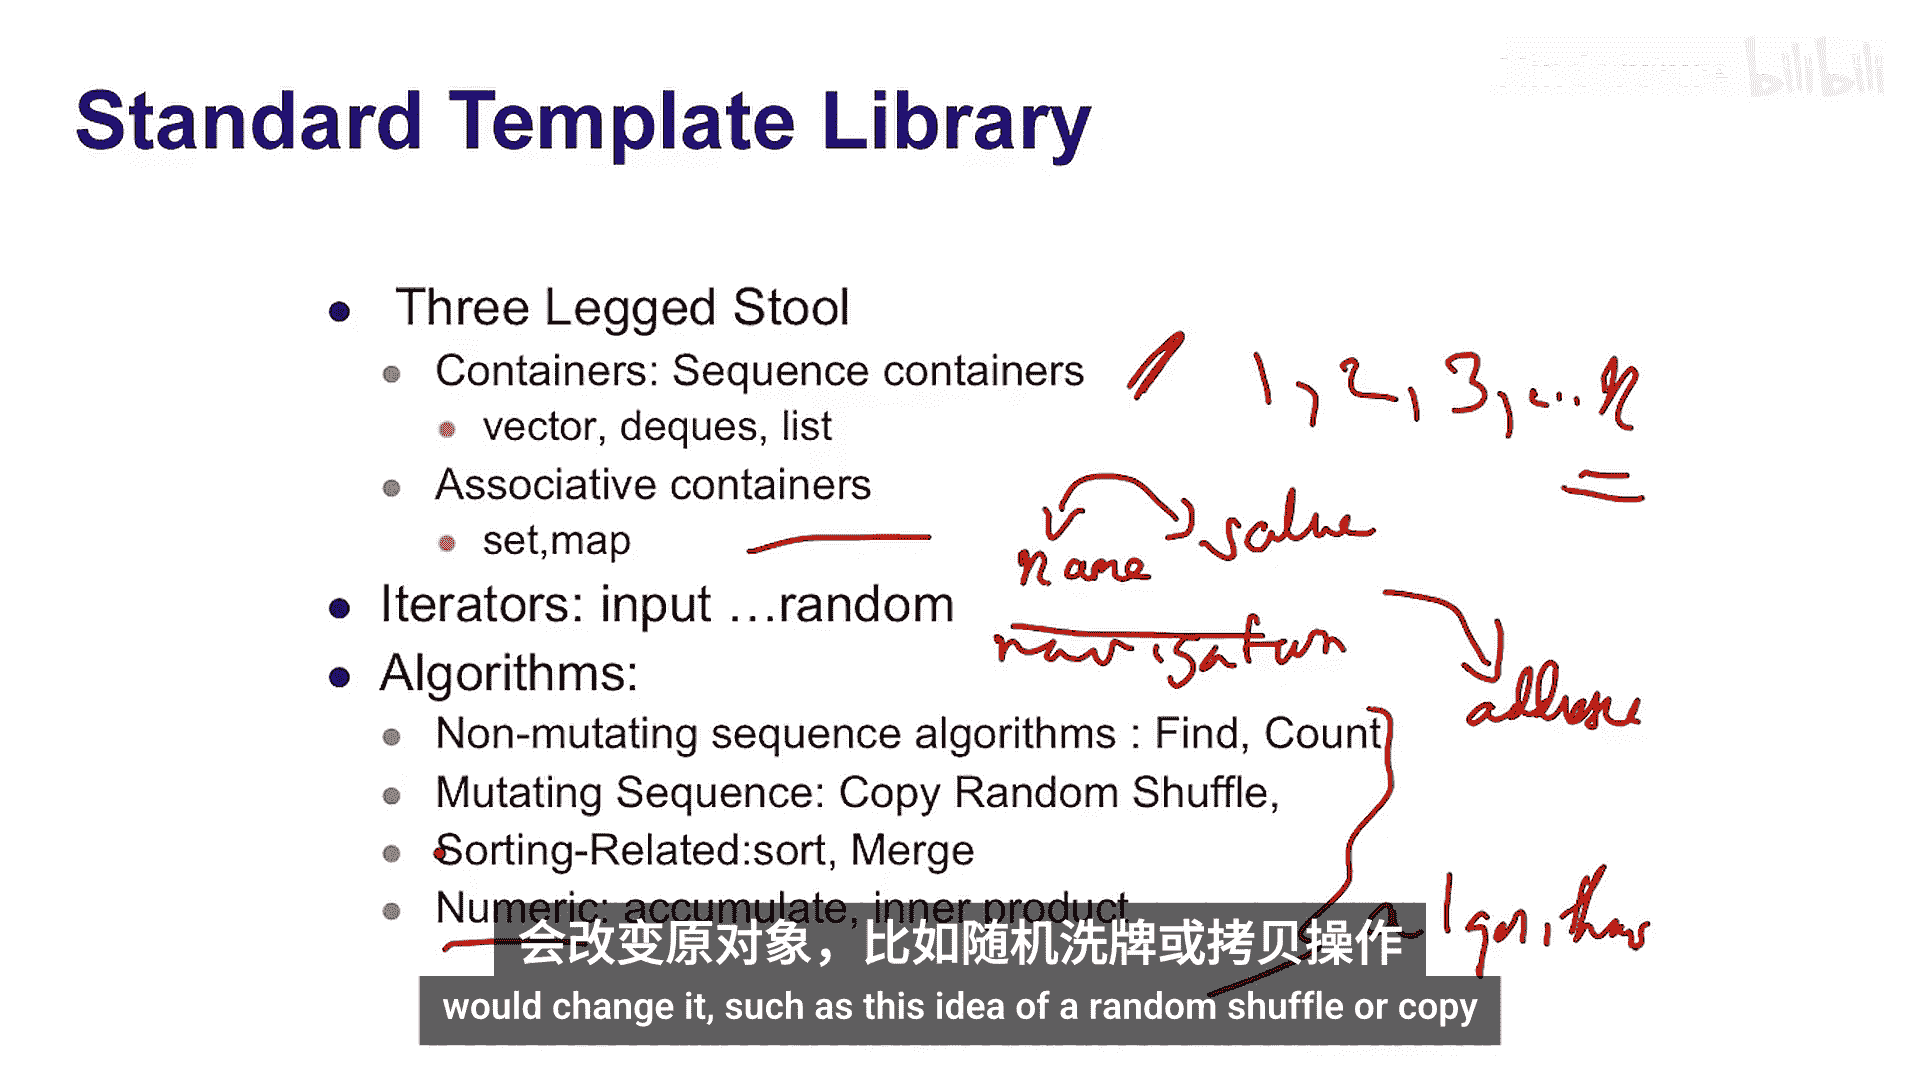 bilibili
Standard Template Library
Three Legged Stool
Containers: Sequence containers
1, 2, 3, ... n
vector, deques, list
Associative containers
set,map
value
name
Iterators: input …random
navigation
Algorithms:
address
Non-mutating sequence algorithms : Find, Count
Mutating Sequence: Copy Random Shuffle,
Sorting-Related:sort, Merge
Numeric: accumulate, inner product
algorithms
会改变原对象，比如随机洗牌或拷贝操作
would change it, such as this idea of a random shuffle or copy